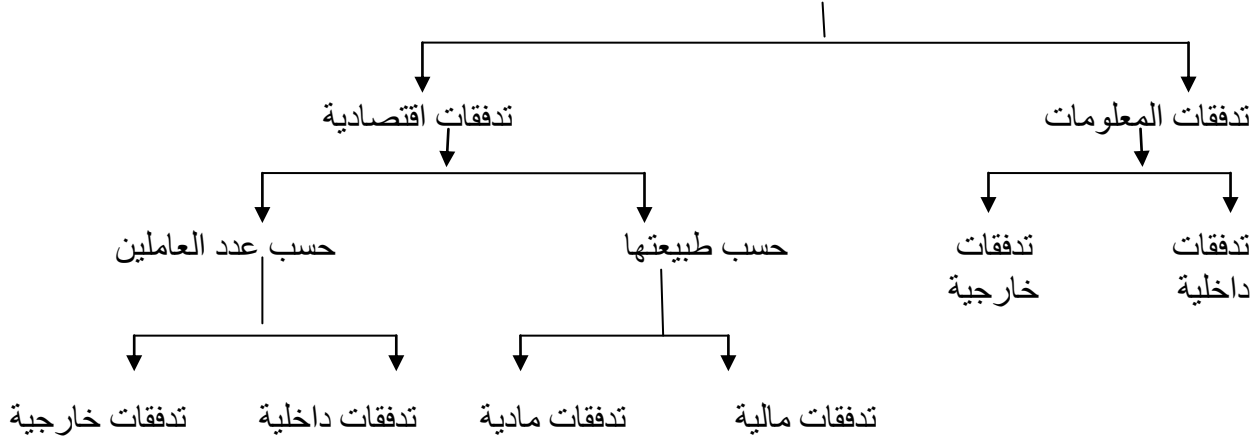 تدفقات المعلومات
تدفقات اقتصادية
تدفقات
داخلية
تدفقات
خارجية
حسب طبيعتها
حسب عدد العاملين
تدفقات مالية
تدفقات مادية
تدفقات داخلية
تدفقات خارجية